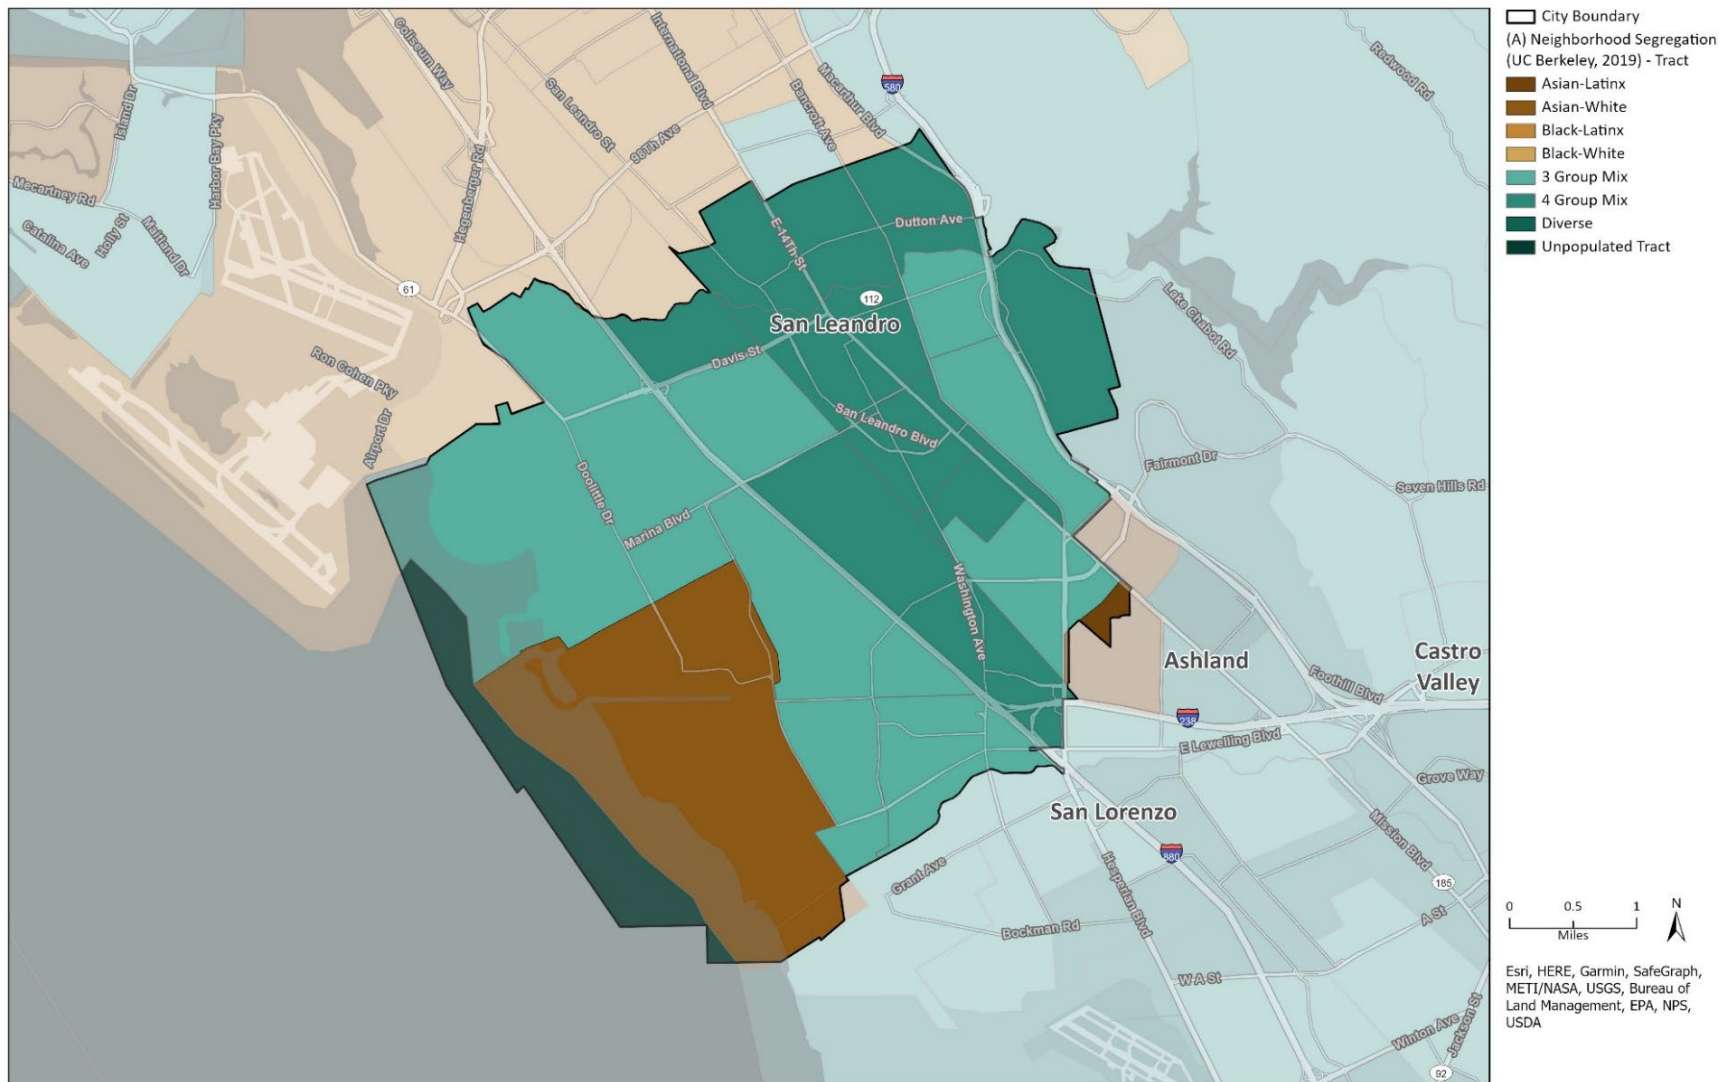 City Boundary
(A) Neighborhood Segregation
(UC Berkeley, 2019) - Tract
Asian-Latinx
Asian-White
Black-Latinx
Black-White
3 Group Mix
4 Group Mix
Diverse
Unpopulated Tract
Coliseum Way
International Blvd
Macarthur Blvd
580
Redwood Rd
Island Dr
Harbor Bay Pky
San Leandro St
Bancroft Ave
98Th Ave
Hegenberger Rd
Mecartney Rd
Catalina Ave
Holly St
Maitland Dr
Dutton Ave
E 14Th St
61
112
San Leandro
Lake Chabot Rd
Ron Cohen Pky
Davis St
Airport Dr
San Leandro Blvd
Fairmont Dr
Seven Hills Rd
Doolittle Dr
Marina Blvd
Washington Ave
Ashland
Castro
Valley
Foothill Blvd
238
E Lewelling Blvd
Grove Way
San Lorenzo
Mission Blvd
880
Grant Ave
Hesperian Blvd
185
A St
Bockman Rd
W A St
Winton Ave
Jackson St
92
0 0.5 1
Miles
N
Esri, HERE, Garmin, SafeGraph,
METI/NASA, USGS, Bureau of
Land Management, EPA, NPS,
USDA